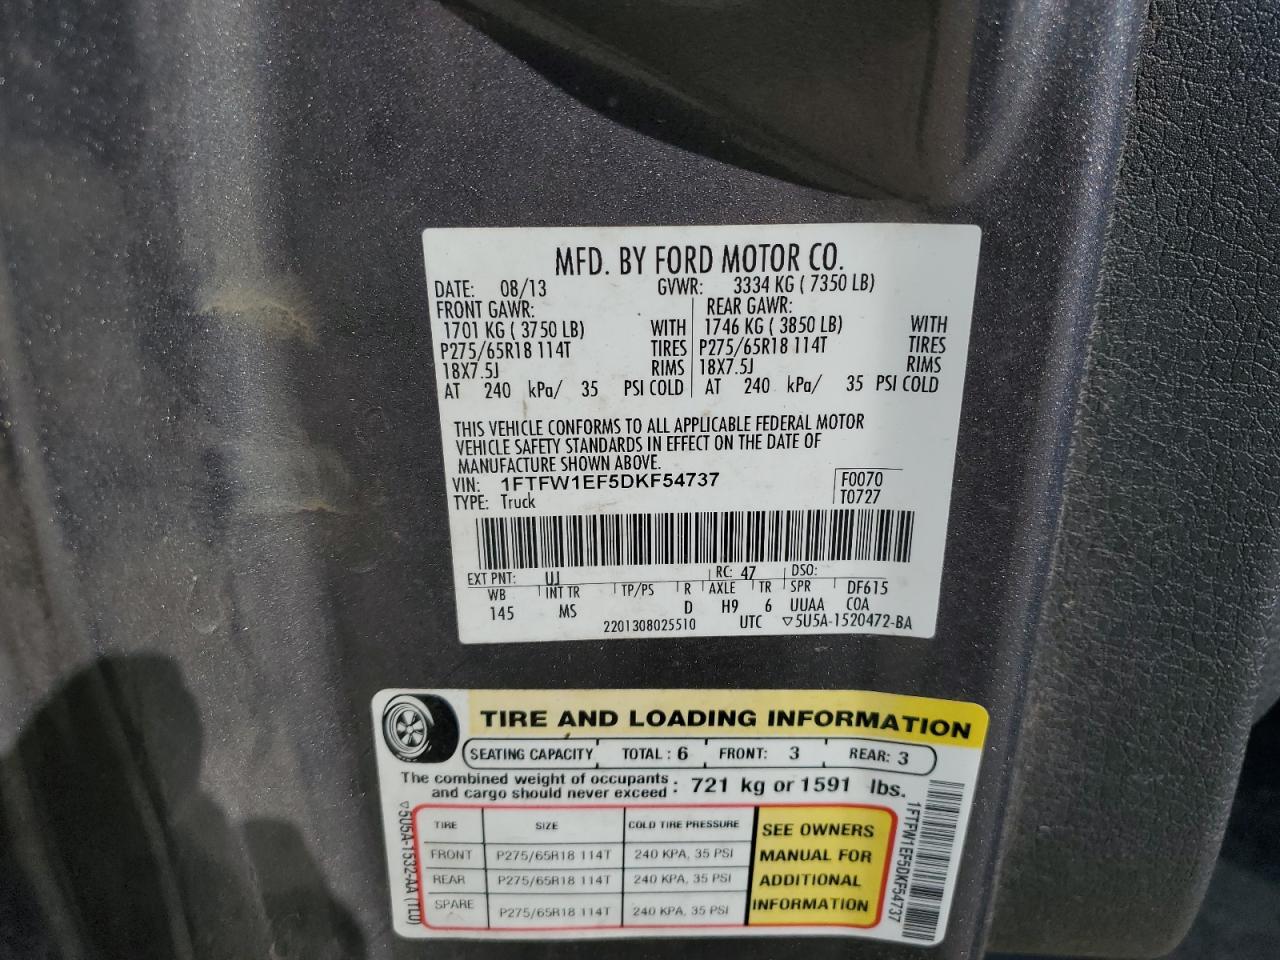 MFD. BY FORD MOTOR CO.
DATE: 08/13 GVWR: 3334 KG ( 7350 LB)
FRONT GAWR: REAR GAWR:
1701 KG ( 3750 LB) WITH 1746 KG ( 3850 LB) WITH
P275/65R18 114T TIRES P275/65R18 114T TIRES
18X7.5J RIMS 18X7.5J RIMS
AT 240 kPa/ 35 PSI COLD AT 240 kPa/ 35 PSI COLD
THIS VEHICLE CONFORMS TO ALL APPLICABLE FEDERAL MOTOR
VEHICLE SAFETY STANDARDS IN EFFECT ON THE DATE OF
MANUFACTURE SHOWN ABOVE.
VIN: 1FTFW1EF5DKF54737 F0070
TYPE: Truck T0727
EXT PNT: UJ RC: 47 DSO:
WB INT TR TP/PS R AXLE TR SPR DF615
145 MS D H9 6 UUAA COA
2201308025510 UTC ▽5U5A-1520472-BA
TIRE AND LOADING INFORMATION
SEATING CAPACITY TOTAL : 6 FRONT: 3 REAR: 3
The combined weight of occupants
and cargo should never exceed : 721 kg or 1591 lbs.
TIRE SIZE COLD TIRE PRESSURE
FRONT P275/65R18 114T 240 KPA, 35 PSI
REAR P275/65R18 114T 240 KPA, 35 PSI
SPARE P275/65R18 114T 240 KPA, 35 PSI
SEE OWNERS
MANUAL FOR
ADDITIONAL
INFORMATION
▽5U5A-1532-AA (TL0)
1FTFW1EF5DKF54737